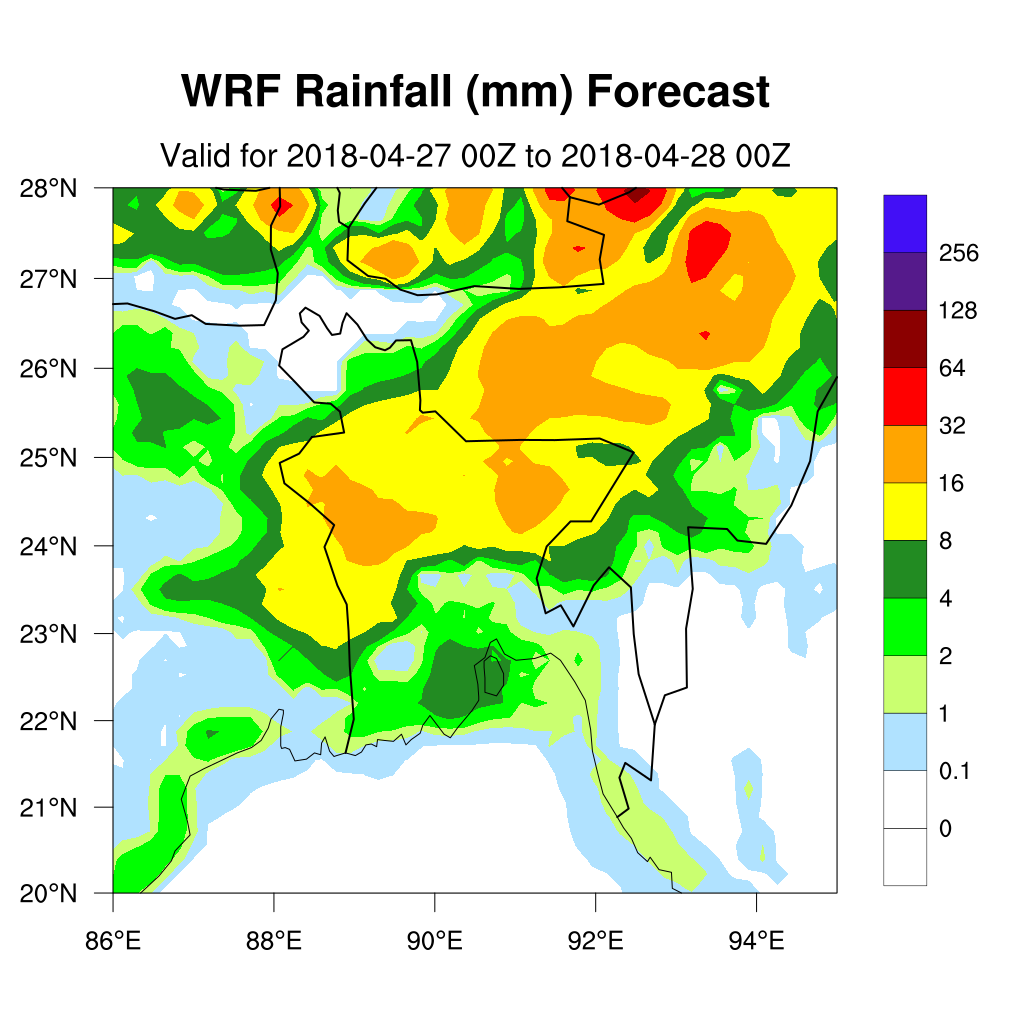 WRF Rainfall (mm) Forecast
Valid for 2018-04-27 00Z to 2018-04-28 00Z
28°N
27°N
26°N
25°N
24°N
23°N
22°N
21°N
20°N
86°E 88°E 90°E 92°E 94°E
256
128
64
32
16
8
4
2
1
0.1
0